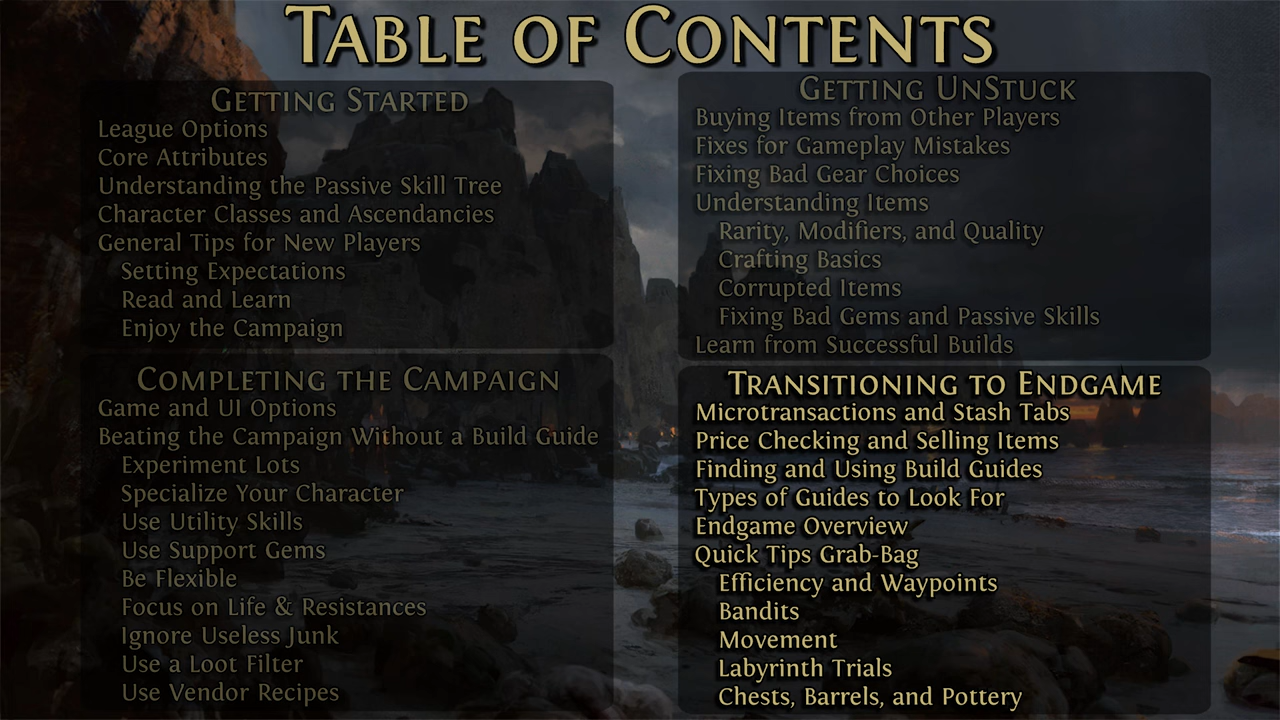 Table of Contents
Getting Started
League Options
Core Attributes
Understanding the Passive Skill Tree
Character Classes and Ascendancies
General Tips for New Players
Setting Expectations
Read and Learn
Enjoy the Campaign
Completing the Campaign
Game and UI Options
Beating the Campaign Without a Build Guide
Experiment Lots
Specialize Your Character
Use Utility Skills
Use Support Gems
Be Flexible
Focus on Life & Resistances
Ignore Useless Junk
Use a Loot Filter
Use Vendor Recipes
Getting UnStuck
Buying Items from Other Players
Fixes for Gameplay Mistakes
Fixing Bad Gear Choices
Understanding Items
Rarity, Modifiers, and Quality
Crafting Basics
Corrupted Items
Fixing Bad Gems and Passive Skills
Learn from Successful Builds
Transitioning to Endgame
Microtransactions and Stash Tabs
Price Checking and Selling Items
Finding and Using Build Guides
Types of Guides to Look For
Endgame Overview
Quick Tips Grab-Bag
Efficiency and Waypoints
Bandits
Movement
Labyrinth Trials
Chests, Barrels, and Pottery